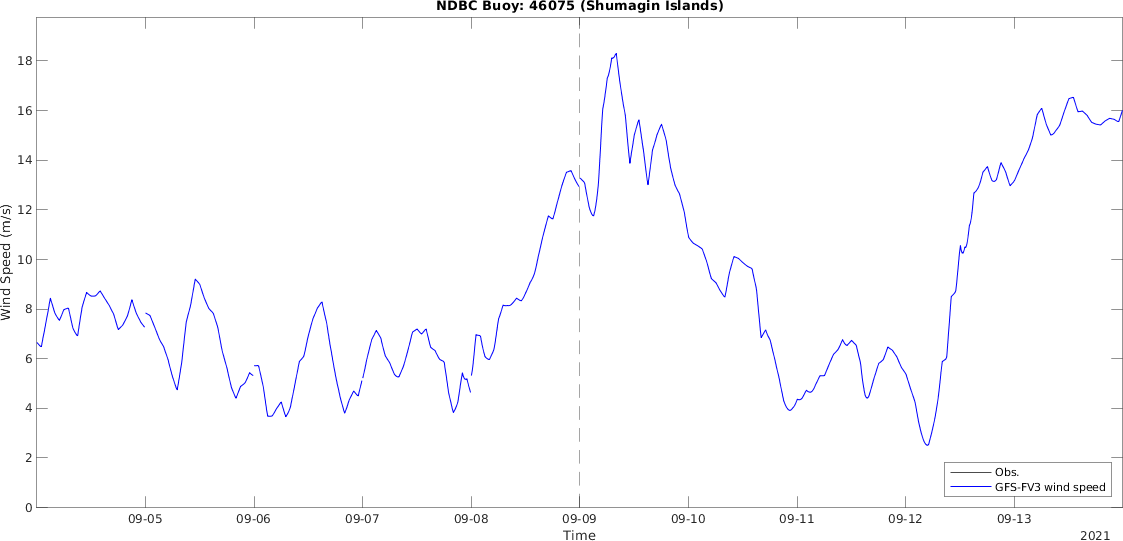 NDBC Buoy: 46075 (Shumagin Islands)
Wind Speed (m/s)
18
16
14
12
10
8
6
4
2
0
Obs.
GFS-FV3 wind speed
09-05 09-06 09-07 09-08 09-09 09-10 09-11 09-12 09-13
Time
2021